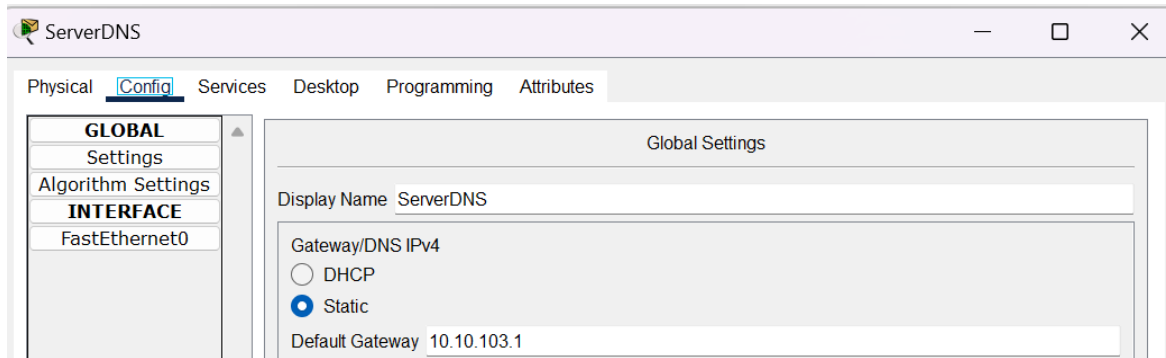 ServerDNS
Physical Config Services Desktop Programming Attributes
GLOBAL
Settings
Algorithm Settings
INTERFACE
FastEthernet0
Global Settings
Display Name ServerDNS
Gateway/DNS IPv4
DHCP
Static
Default Gateway 10.10.103.1